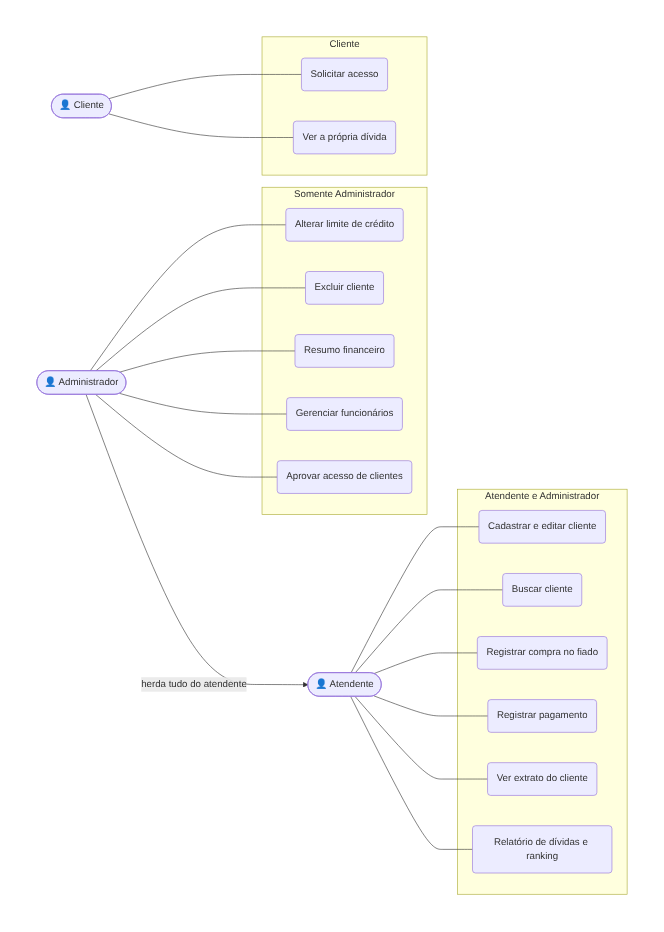 Cliente
Solicitar acesso
👤 Cliente
Ver a própria dívida
Somente Administrador
Alterar limite de crédito
Excluir cliente
Resumo financeiro
👤 Administrador
Gerenciar funcionários
Aprovar acesso de clientes
Atendente e Administrador
Cadastrar e editar cliente
Buscar cliente
Registrar compra no fiado
herda tudo do atendente
👤 Atendente
Registrar pagamento
Ver extrato do cliente
Relatório de dívidas e
ranking